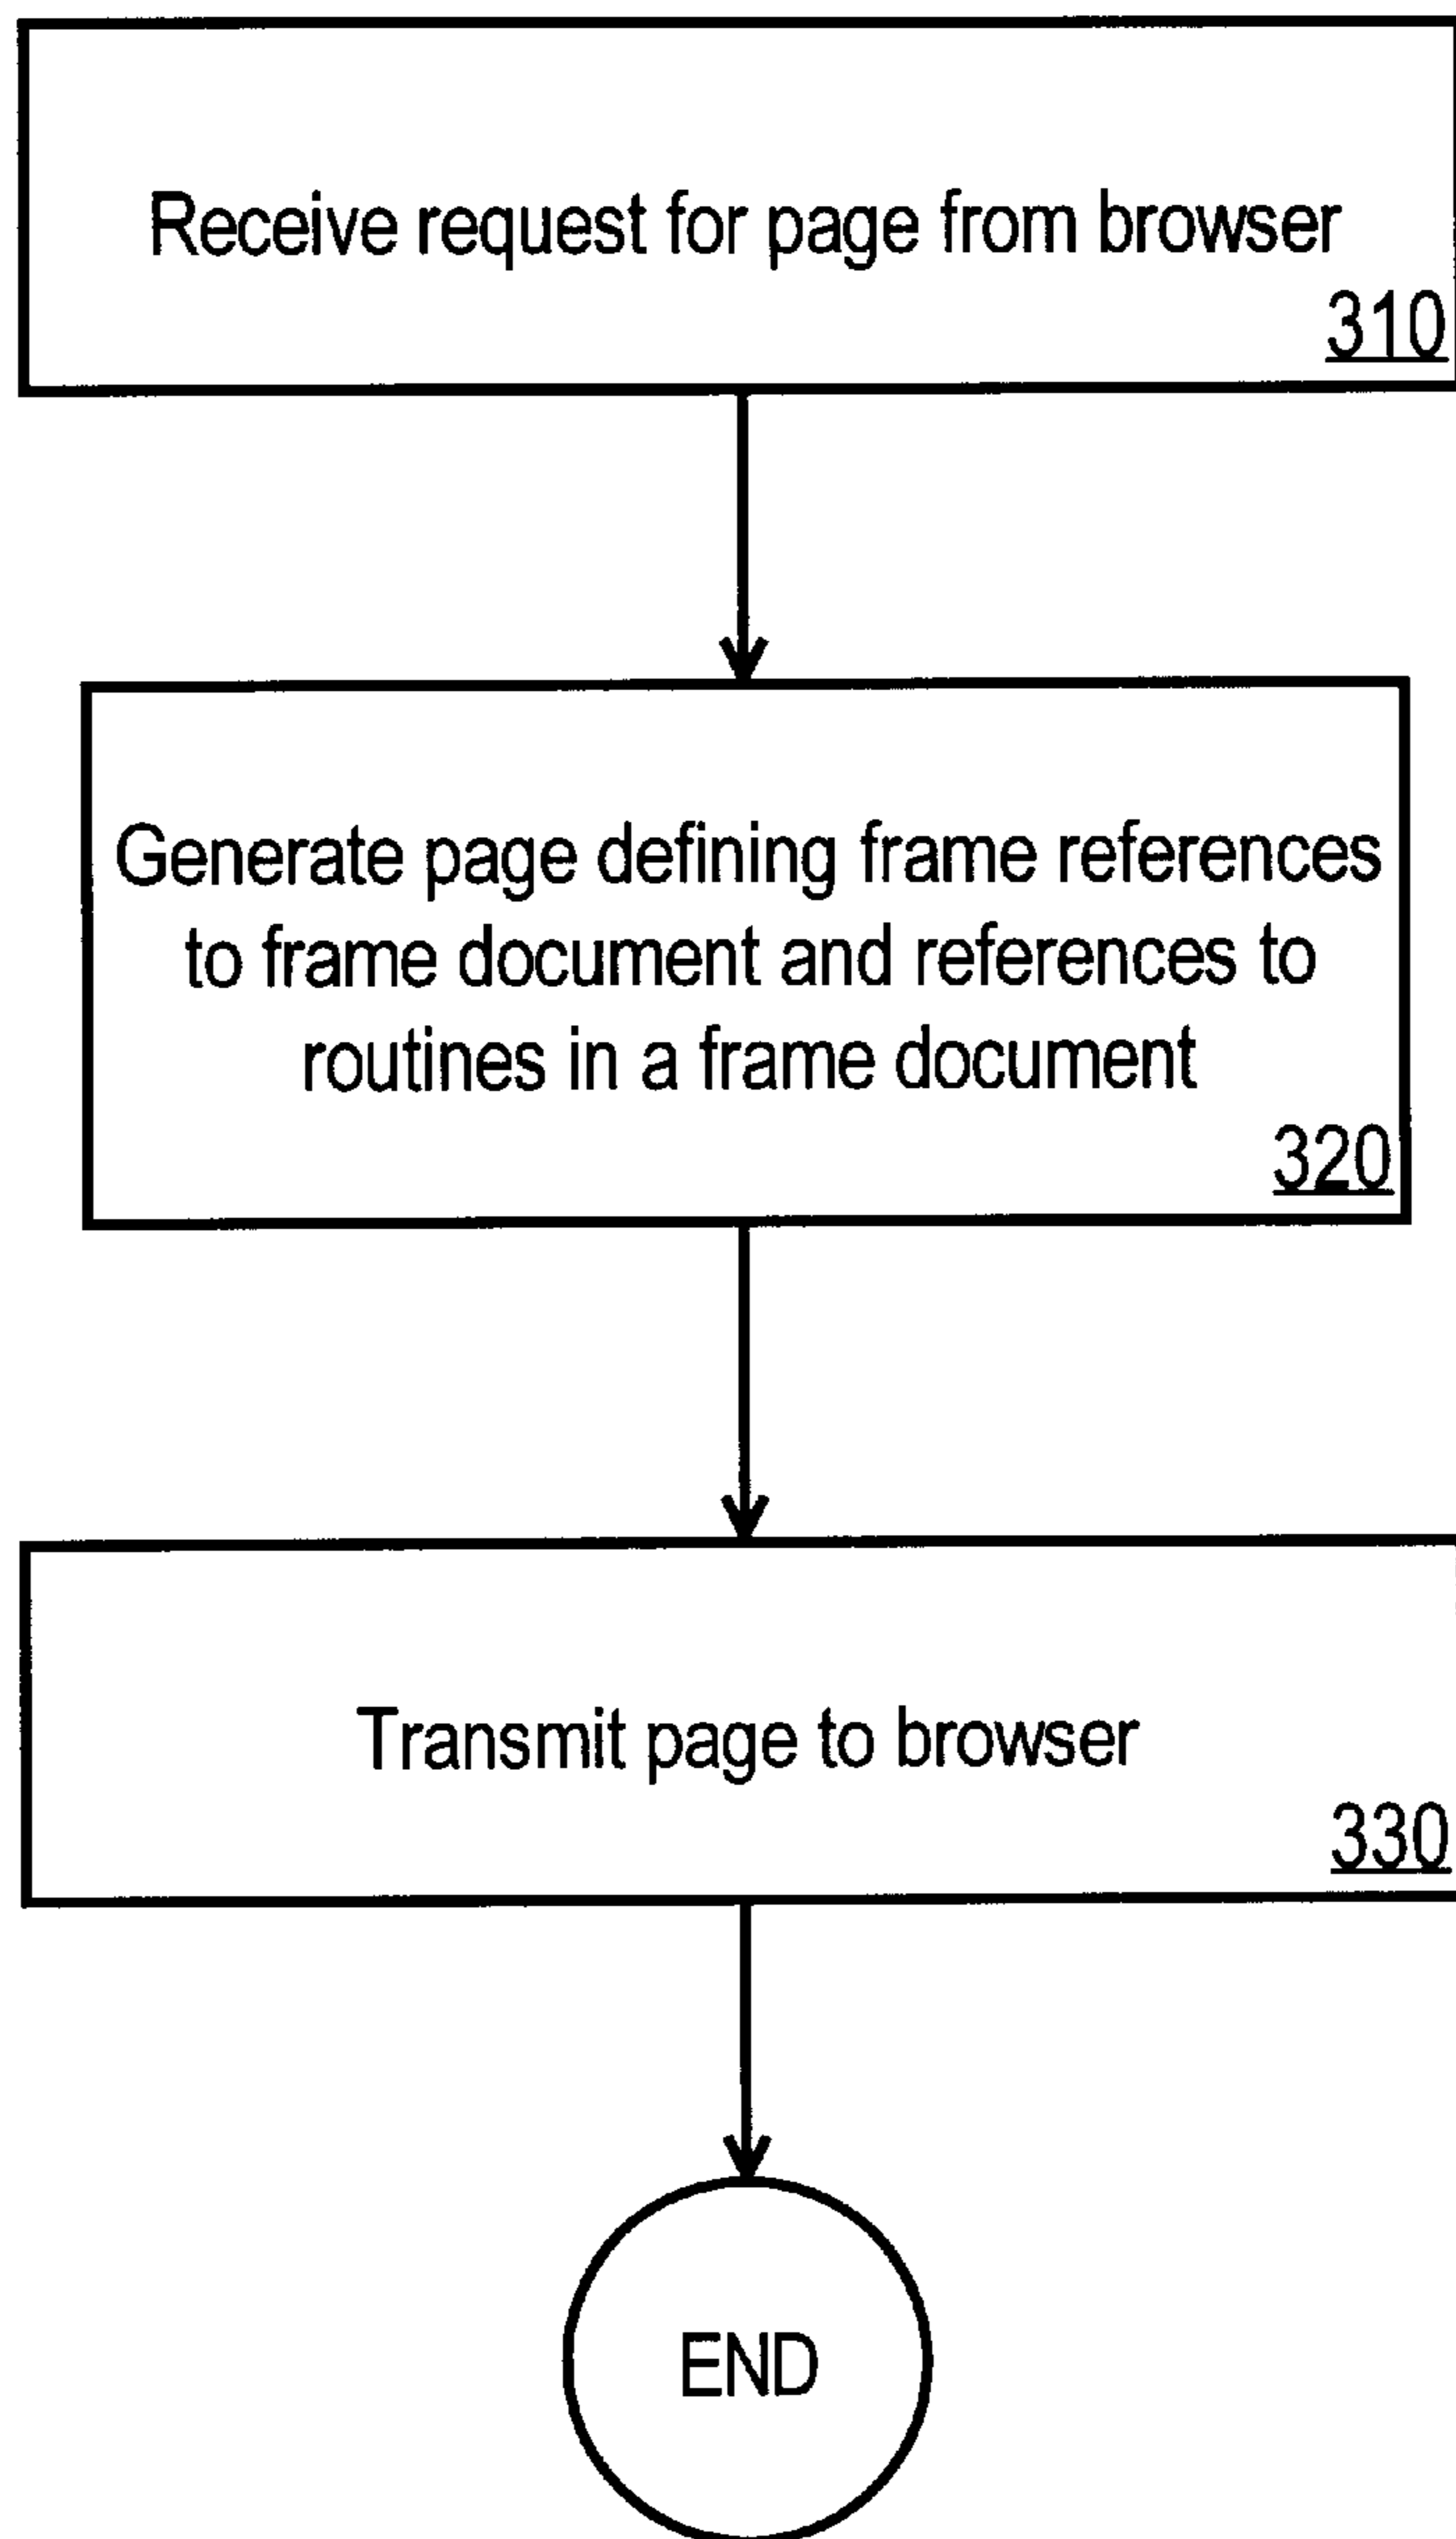 Receive request for page from browser
310
Generate page defining frame references
to frame document and references to
routines in a frame document
320
Transmit page to browser
330
END